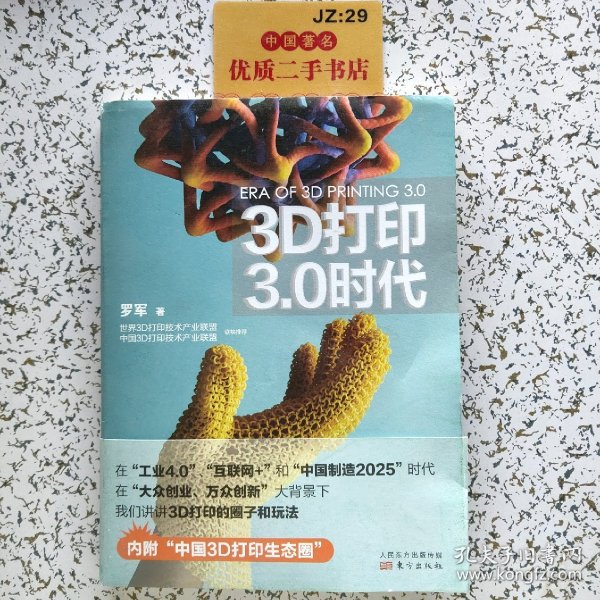 JZ:29
中国著名
优质二手书店
ERA OF 3D PRINTING 3.0
3D打印
3.0时代
罗军 著
世界3D打印技术产业联盟
中国3D打印技术产业联盟
联袂推荐
在“工业4.0”、“互联网+”和“中国制造2025”时代
在“大众创业、万众创新”大背景下
我们讲讲3D打印的圈子和玩法
内附“中国3D打印生态圈”
人民东方出版传媒
东方出版社
孔夫子旧书网
www.kongfz.com